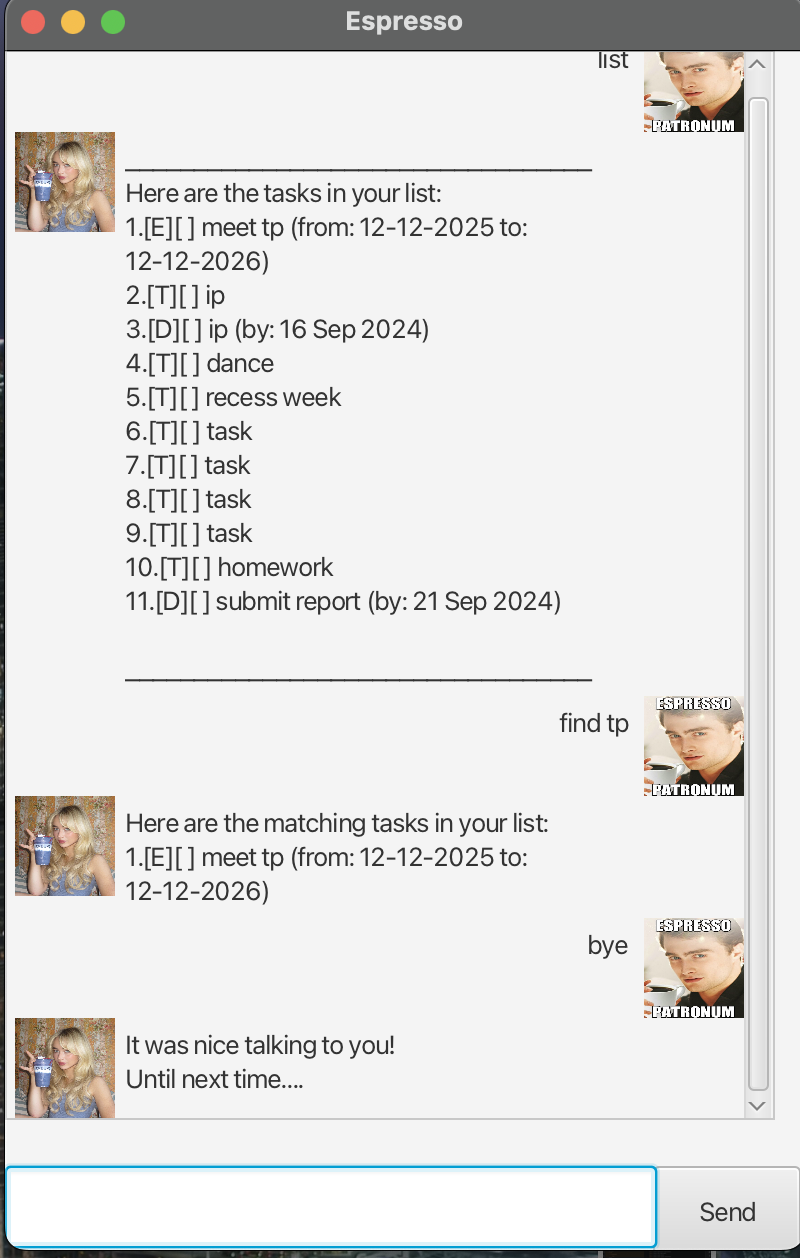 Espresso
list
PATRONUM
Here are the tasks in your list:
1.[E][ ] meet tp (from: 12-12-2025 to:
12-12-2026)
2.[T][ ] ip
3.[D][ ] ip (by: 16 Sep 2024)
4.[T][ ] dance
5.[T][ ] recess week
6.[T][ ] task
7.[T][ ] task
8.[T][ ] task
9.[T][ ] task
10.[T][ ] homework
11.[D][ ] submit report (by: 21 Sep 2024)
find tp
ESPRESSO
PATRONUM
Here are the matching tasks in your list:
1.[E][ ] meet tp (from: 12-12-2025 to:
12-12-2026)
bye
ESPRESSO
PATRONUM
It was nice talking to you!
Until next time....
Send